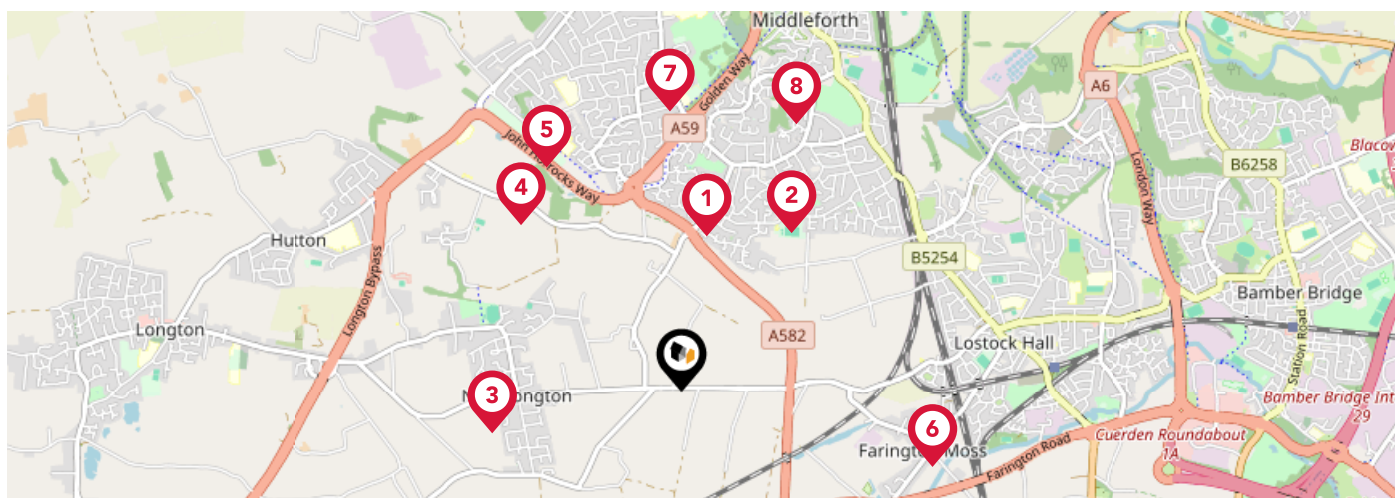 Middleforth
7
8
Golden Way
A6
A59
5
John Horrocks Way
London Way
B6258
4
1
2
Hutton
B5254
Longton Bypass
Bamber Bridge
Longton
A582
Lostock Hall
Station Road
3
6
Farington Moss
Farington Road
Cuerden Roundabout
1A
Bamber Bridge Int
29